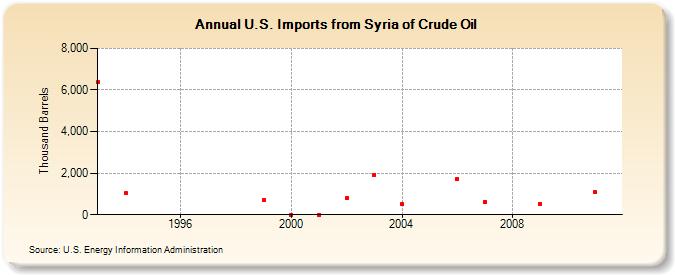 Annual U.S. Imports from Syria of Crude Oil
Thousand Barrels
8,000
6,000
4,000
2,000
0
1996 2000 2004 2008
Source: U.S. Energy Information Administration